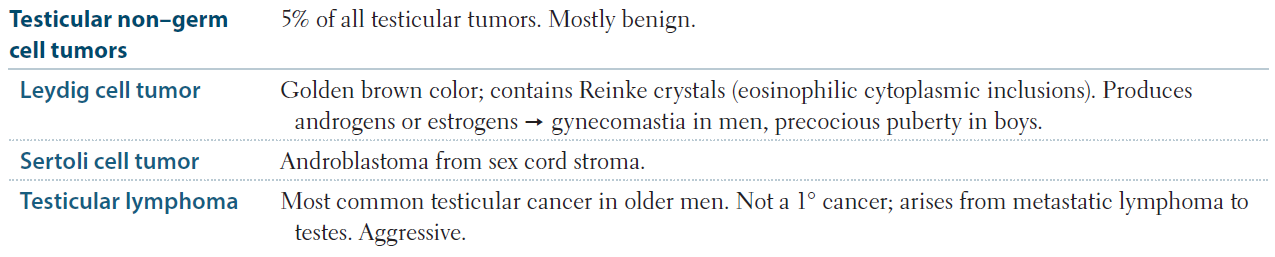 Testicular non–germ cell tumors
5% of all testicular tumors. Mostly benign.
Leydig cell tumor
Golden brown color; contains Reinke crystals (eosinophilic cytoplasmic inclusions). Produces
androgens or estrogens → gynecomastia in men, precocious puberty in boys.
Sertoli cell tumor
Androblastoma from sex cord stroma.
Testicular lymphoma
Most common testicular cancer in older men. Not a 1° cancer; arises from metastatic lymphoma to
testes. Aggressive.